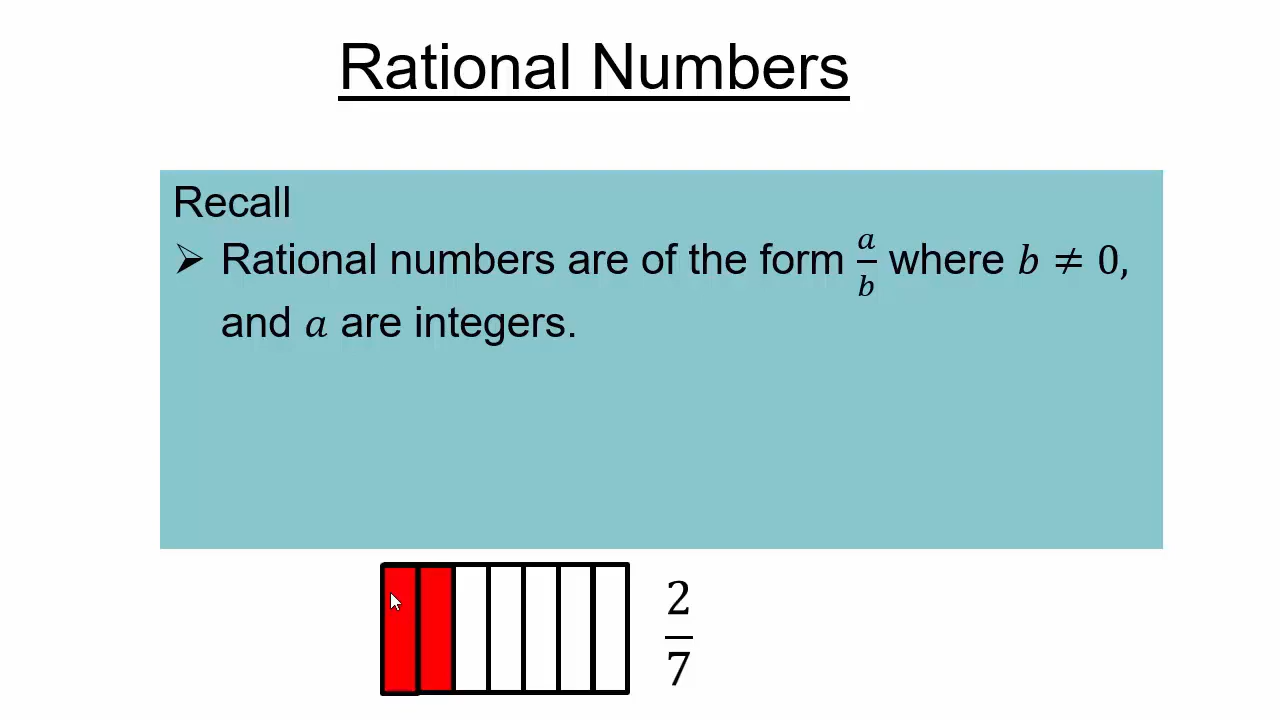 Rational Numbers
Recall
➢ Rational numbers are of the form a/b where b ≠ 0,
and a are integers.
2
7